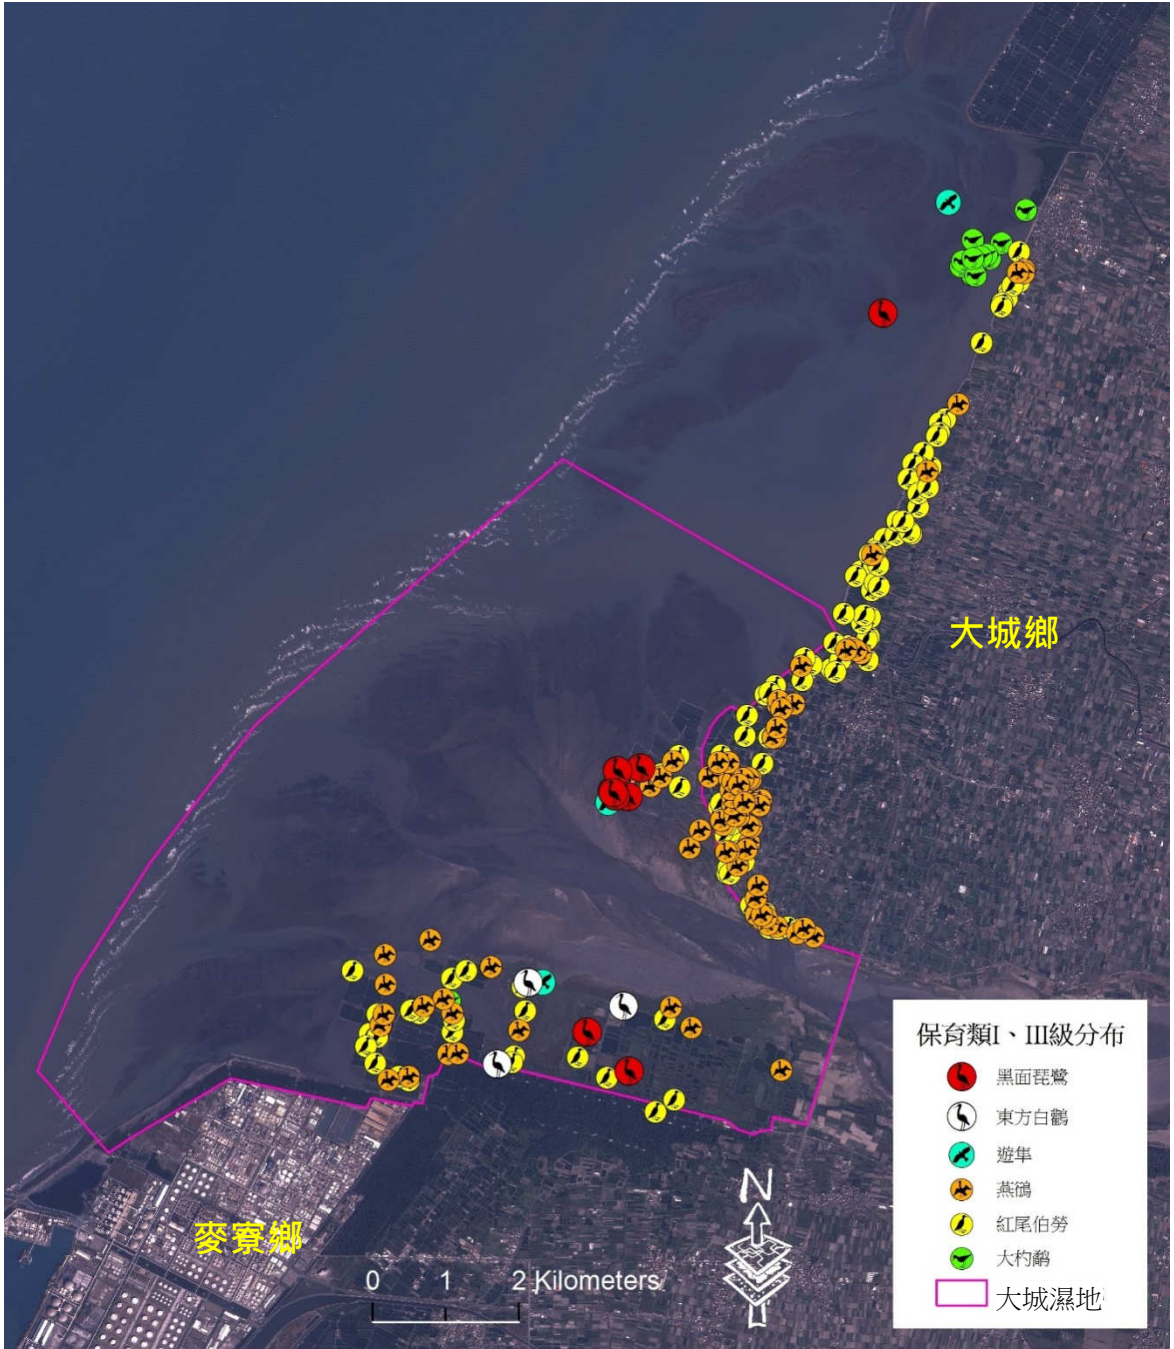 大城鄉
保育類I、III級分布
黑面琵鷺
東方白鸛
遊隼
燕鴴
紅尾伯勞
大杓鷸
大城濕地
麥寮鄉
N
0 1 2 Kilometers